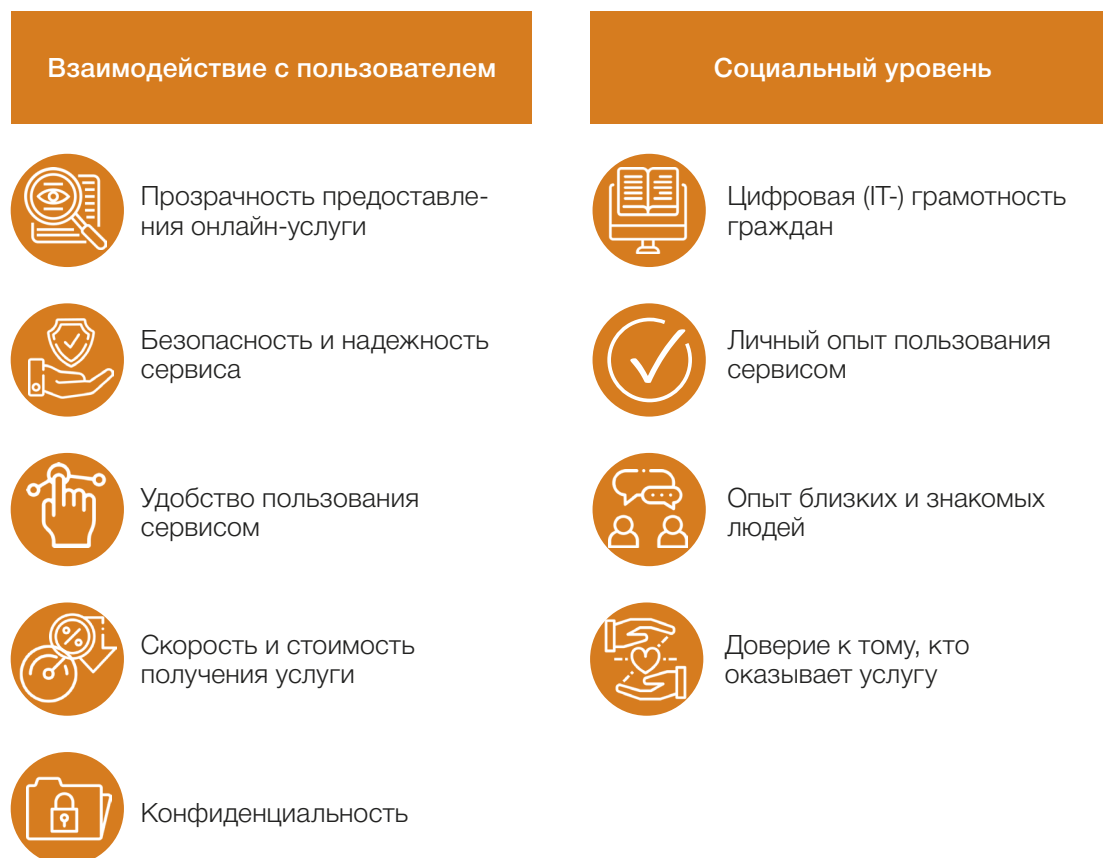 Взаимодействие с пользователем
Прозрачность предоставле-
ния онлайн-услуги
Безопасность и надежность
сервиса
Удобство пользования
сервисом
Скорость и стоимость
получения услуги
Конфиденциальность
Социальный уровень
Цифровая (IT-) грамотность
граждан
Личный опыт пользования
сервисом
Опыт близких и знакомых
людей
Доверие к тому, кто
оказывает услугу